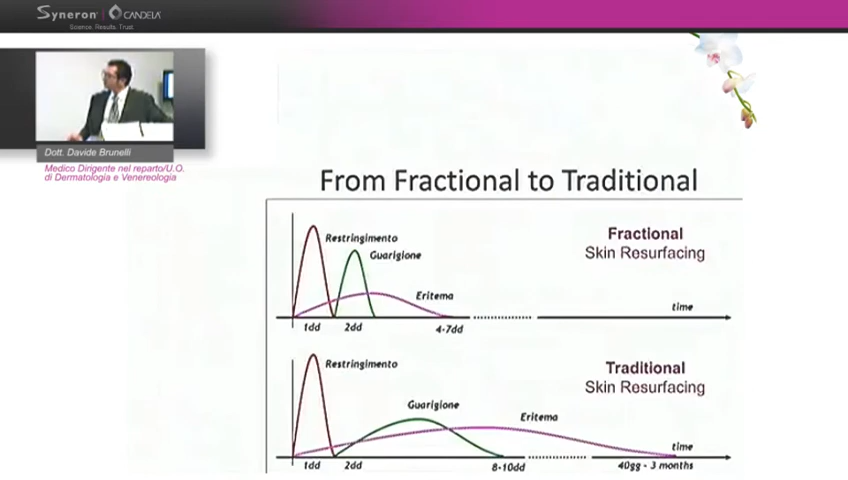 Syneron CANDELA
Science. Results. Trust.
Dott. Davide Brunelli
Medico Dirigente nel reparto/U.O.
di Dermatologia e Venereologia
From Fractional to Traditional
Restringimento
Guarigione
Eritema
Fractional
Skin Resurfacing
time
1dd 2dd 4-7dd
Restringimento
Guarigione
Eritema
Traditional
Skin Resurfacing
time
1dd 2dd 8-10dd 40gg - 3 months